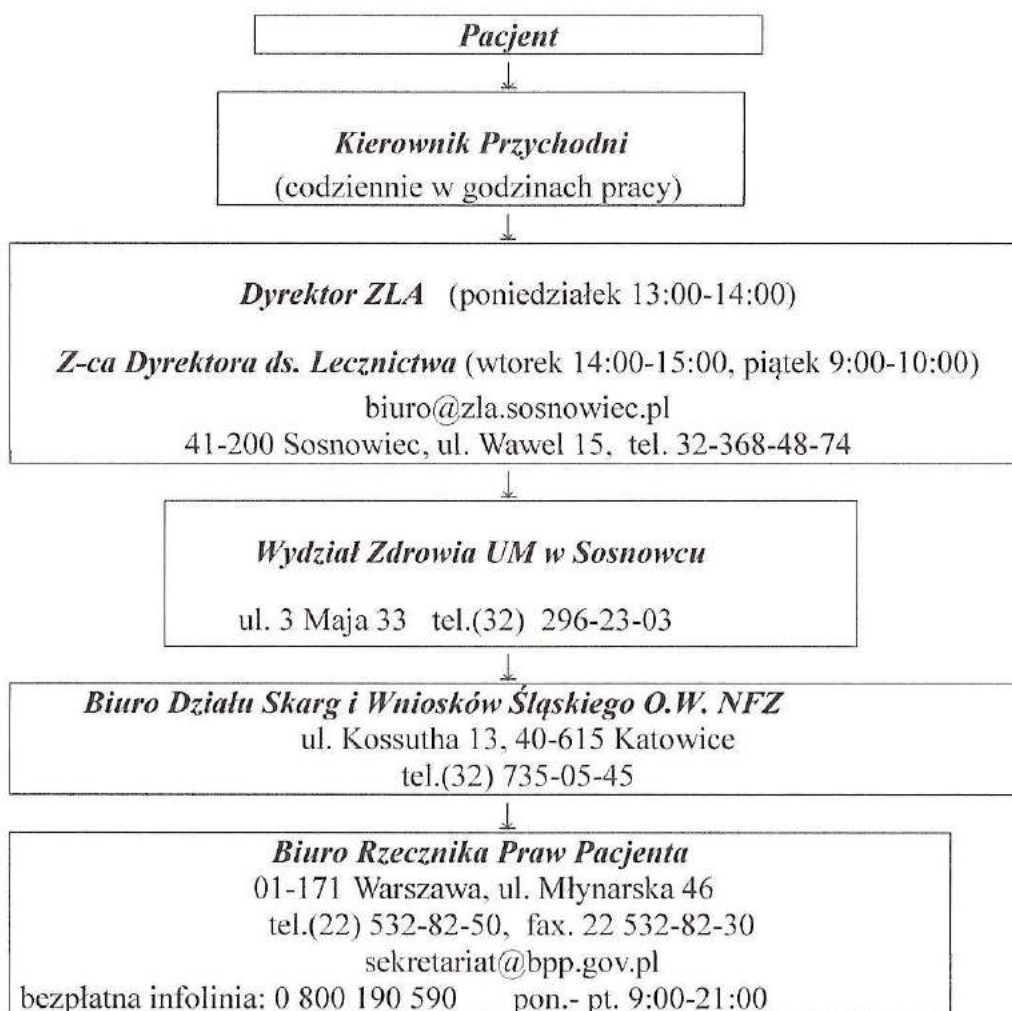 Pacjent
Kierownik Przychodni
(codziennie w godzinach pracy)
Dyrektor ZLA (poniedziałek 13:00-14:00)
Z-ca Dyrektora ds. Lecznictwa (wtorek 14:00-15:00, piątek 9:00-10:00)
biuro@zla.sosnowiec.pl
41-200 Sosnowiec, ul. Wawel 15, tel. 32-368-48-74
Wydział Zdrowia UM w Sosnowcu
ul. 3 Maja 33 tel.(32) 296-23-03
Biuro Działu Skarg i Wniosków Śląskiego O.W. NFZ
ul. Kossutha 13, 40-615 Katowice
tel.(32) 735-05-45
Biuro Rzecznika Praw Pacjenta
01-171 Warszawa, ul. Młynarska 46
tel.(22) 532-82-50, fax. 22 532-82-30
sekretariat@bpp.gov.pl
bezpłatna infolinia: 0 800 190 590 pon.- pt. 9:00-21:00